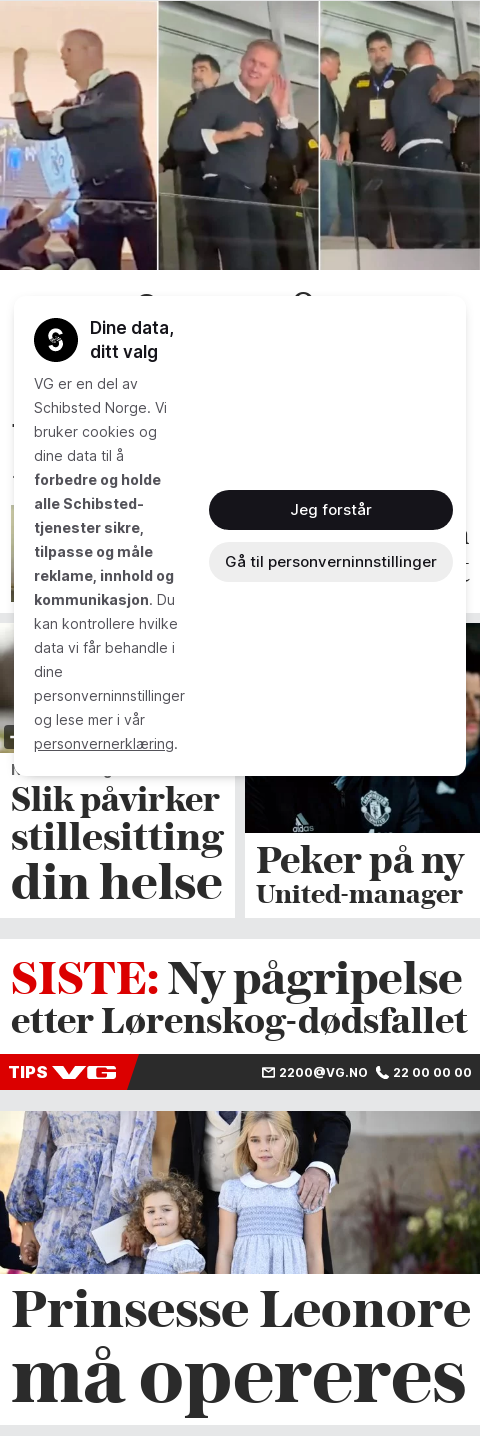 Dine data,
ditt valg
VG er en del av
Schibsted Norge. Vi
bruker cookies og
dine data til å
forbedre og holde
alle Schibsted-
tjenester sikre,
tilpasse og måle
reklame, innhold og
kommunikasjon. Du
kan kontrollere hvilke
data vi får behandle i
dine
personverninnstillinger
og lese mer i vår
personvernerklæring.
Jeg forstår
Gå til personverninnstillinger
adidas
Slik påvirker
stillesitting
din helse
Peker på ny
United-manager
SISTE: Ny pågripelse
etter Lørenskog-dødsfallet
TIPS VG
2200@VG.NO 22 00 00 00
Prinsesse Leonore
må opereres